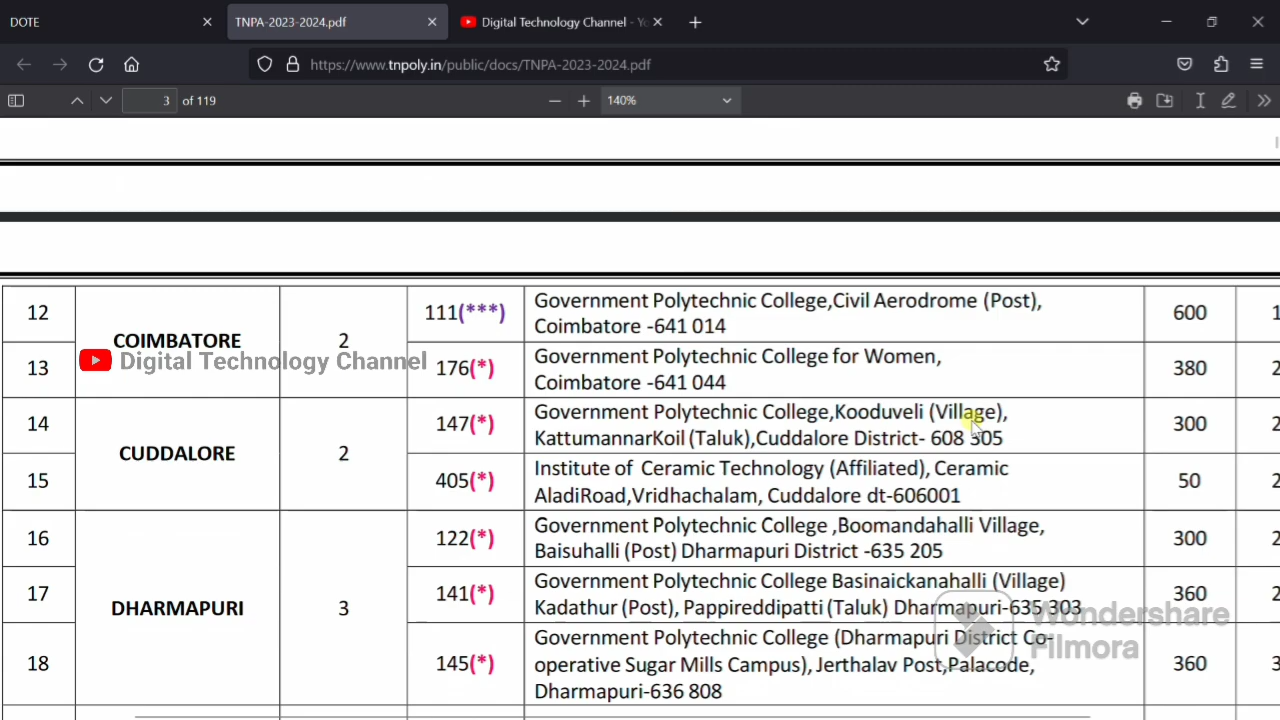 DOTE
TNPA-2023-2024.pdf
Digital Technology Channel - Yo
https://www.tnpoly.in/public/docs/TNPA-2023-2024.pdf
3 of 119
140%
12
COIMBATORE
2
111(***)
Government Polytechnic College,Civil Aerodrome (Post),
Coimbatore -641 014
600
1
Digital Technology Channel
13
176(*)
Government Polytechnic College for Women,
Coimbatore -641 044
380
2
14
CUDDALORE
2
147(*)
Government Polytechnic College,Kooduveli (Village),
KattumannarKoil (Taluk),Cuddalore District- 608 305
300
2
15
405(*)
Institute of Ceramic Technology (Affiliated), Ceramic
AladiRoad,Vridhachalam, Cuddalore dt-606001
50
2
16
DHARMAPURI
3
122(*)
Government Polytechnic College ,Boomandahalli Village,
Baisuhalli (Post) Dharmapuri District -635 205
300
2
17
141(*)
Government Polytechnic College Basinaickanahalli (Village)
Kadathur (Post), Pappireddipatti (Taluk) Dharmapuri-635 303
360
2
18
145(*)
Government Polytechnic College (Dharmapuri District Co-
operative Sugar Mills Campus), Jerthalav Post,Palacode,
Dharmapuri-636 808
360
3
Wondershare
Filmora